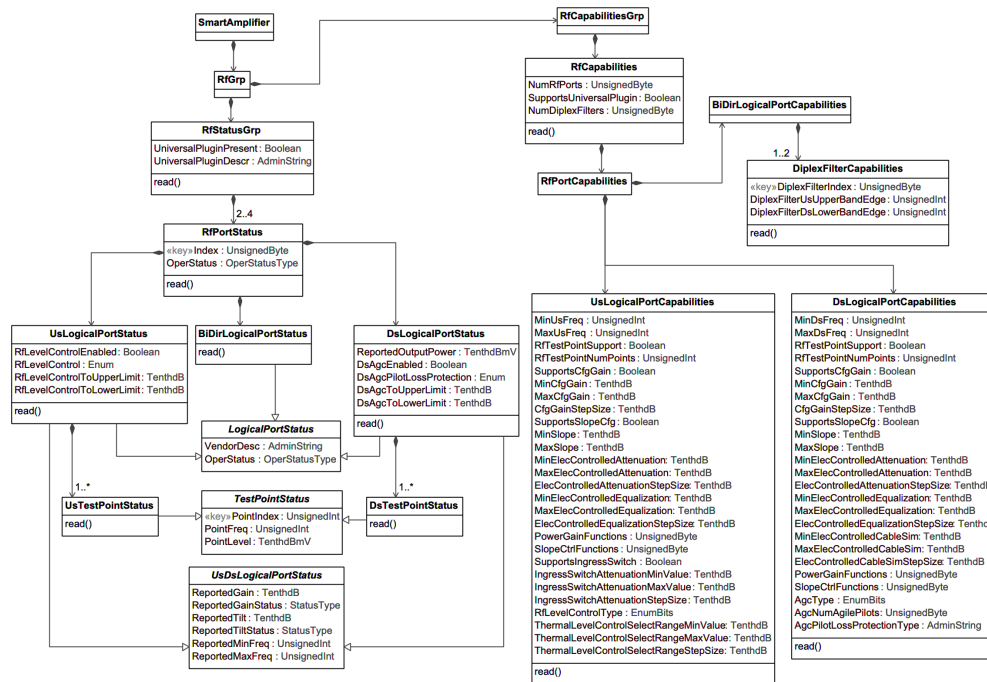 SmartAmplifier
RfGrp
RfStatusGrp
UniversalPluginPresent : Boolean
UniversalPluginDescr : AdminString
read()
2..4
RfPortStatus
«key»Index : UnsignedByte
OperStatus : OperStatusType
read()
UsLogicalPortStatus
RfLevelControlEnabled : Boolean
RfLevelControl : Enum
RfLevelControlToUpperLimit : TenthdB
RfLevelControlToLowerLimit : TenthdB
read()
BiDirLogicalPortStatus
read()
DsLogicalPortStatus
ReportedOutputPower : TenthdBmV
DsAgcEnabled : Boolean
DsAgcPilotLossProtection : Enum
DsAgcToUpperLimit : TenthdB
DsAgcToLowerLimit : TenthdB
read()
LogicalPortStatus
VendorDesc : AdminString
OperStatus : OperStatusType
1..*
UsTestPointStatus
read()
TestPointStatus
«key»PointIndex : UnsignedInt
PointFreq : UnsignedInt
PointLevel : TenthdBmV
1..*
DsTestPointStatus
read()
UsDsLogicalPortStatus
ReportedGain : TenthdB
ReportedGainStatus : StatusType
ReportedTilt : TenthdB
ReportedTiltStatus : StatusType
ReportedMinFreq : UnsignedInt
ReportedMaxFreq : UnsignedInt
RfCapabilitiesGrp
RfCapabilities
NumRfPorts : UnsignedByte
SupportsUniversalPlugin : Boolean
NumDiplexFilters : UnsignedByte
read()
RfPortCapabilities
BiDirLogicalPortCapabilities
1..2
DiplexFilterCapabilities
«key»DiplexFilterIndex : UnsignedByte
DiplexFilterUsUpperBandEdge : UnsignedInt
DiplexFilterDsLowerBandEdge : UnsignedInt
read()
UsLogicalPortCapabilities
MinUsFreq : UnsignedInt
MaxUsFreq : UnsignedInt
RfTestPointSupport : Boolean
RfTestPointNumPoints : UnsignedInt
SupportsCfgGain : Boolean
MinCfgGain : TenthdB
MaxCfgGain : TenthdB
CfgGainStepSize : TenthdB
SupportsSlopeCfg : Boolean
MinSlope : TenthdB
MaxSlope : TenthdB
MinElecControlledAttenuation : TenthdB
MaxElecControlledAttenuation : TenthdB
ElecControlledAttenuationStepSize : TenthdB
MinElecControlledEqualization : TenthdB
MaxElecControlledEqualization : TenthdB
ElecControlledEqualizationStepSize : TenthdB
PowerGainFunctions : UnsignedByte
SlopeCtrlFunctions : UnsignedByte
SupportsIngressSwitch : Boolean
IngressSwitchAttenuationMinValue : TenthdB
IngressSwitchAttenuationMaxValue : TenthdB
IngressSwitchAttenuationStepSize : TenthdB
RfLevelControlType : EnumBits
ThermalLevelControlSelectRangeMinValue : TenthdB
ThermalLevelControlSelectRangeMaxValue : TenthdB
ThermalLevelControlSelectRangeStepSize : TenthdB
read()
DsLogicalPortCapabilities
MinDsFreq : UnsignedInt
MaxDsFreq : UnsignedInt
RfTestPointSupport : Boolean
RfTestPointNumPoints : UnsignedInt
SupportsCfgGain : Boolean
MinCfgGain : TenthdB
MaxCfgGain : TenthdB
CfgGainStepSize : TenthdB
SupportsSlopeCfg : Boolean
MinSlope : TenthdB
MaxSlope : TenthdB
MinElecControlledAttenuation : TenthdB
MaxElecControlledAttenuation : TenthdB
ElecControlledAttenuationStepSize : TenthdB
MinElecControlledEqualization : TenthdB
MaxElecControlledEqualization : TenthdB
ElecControlledEqualizationStepSize : TenthdB
MinElecControlledCableSim : TenthdB
MaxElecControlledCableSim : TenthdB
ElecControlledCableSimStepSize : TenthdB
PowerGainFunctions : UnsignedByte
SlopeCtrlFunctions : UnsignedByte
AgcType : EnumBits
AgcNumAgilePilots : UnsignedByte
AgcPilotLossProtectionType : AdminString
read()